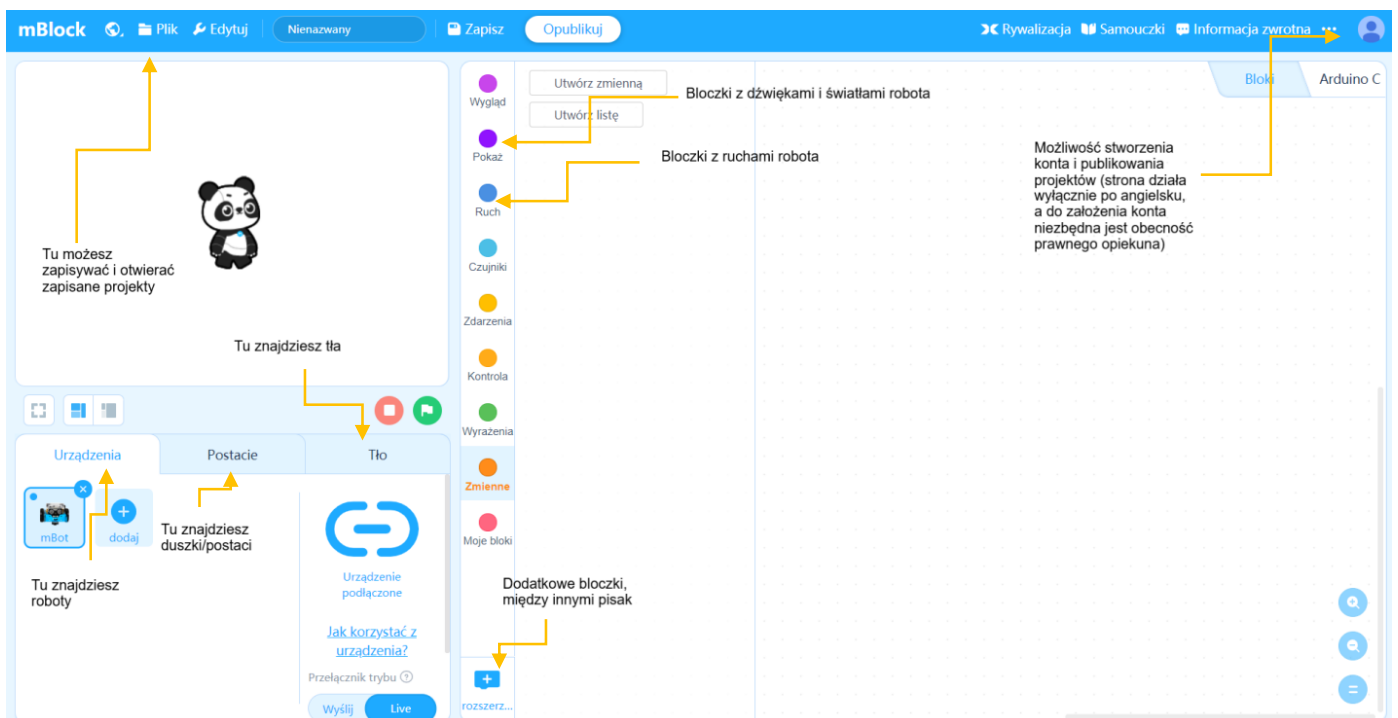 mBlock Plik Edytuj Nienazwany Zapisz Opublikuj Rywalizacja Samouczki Informacja zwrotna
Tu możesz
zapisywać i otwierać
zapisane projekty
Tu znajdziesz tła
Urządzenia Postacie Tło
mBot dodaj
Tu znajdziesz
duszki/postaci
Tu znajdziesz
roboty
Urządzenie
podłączone
Jak korzystać z
urządzenia?
Przełącznik trybu
Wyślij Live
Wygląd
Pokaż
Ruch
Czujniki
Zdarzenia
Kontrola
Wyrażenia
Zmienne
Moje bloki
rozszerz...
Utwórz zmienną
Utwórz listę
Bloczki z dźwiękami i światłami robota
Bloczki z ruchami robota
Dodatkowe bloczki,
między innymi pisak
Bloki Arduino C
Możliwość stworzenia
konta i publikowania
projektów (strona działa
wyłącznie po angielsku,
a do założenia konta
niezbędna jest obecność
prawnego opiekuna)